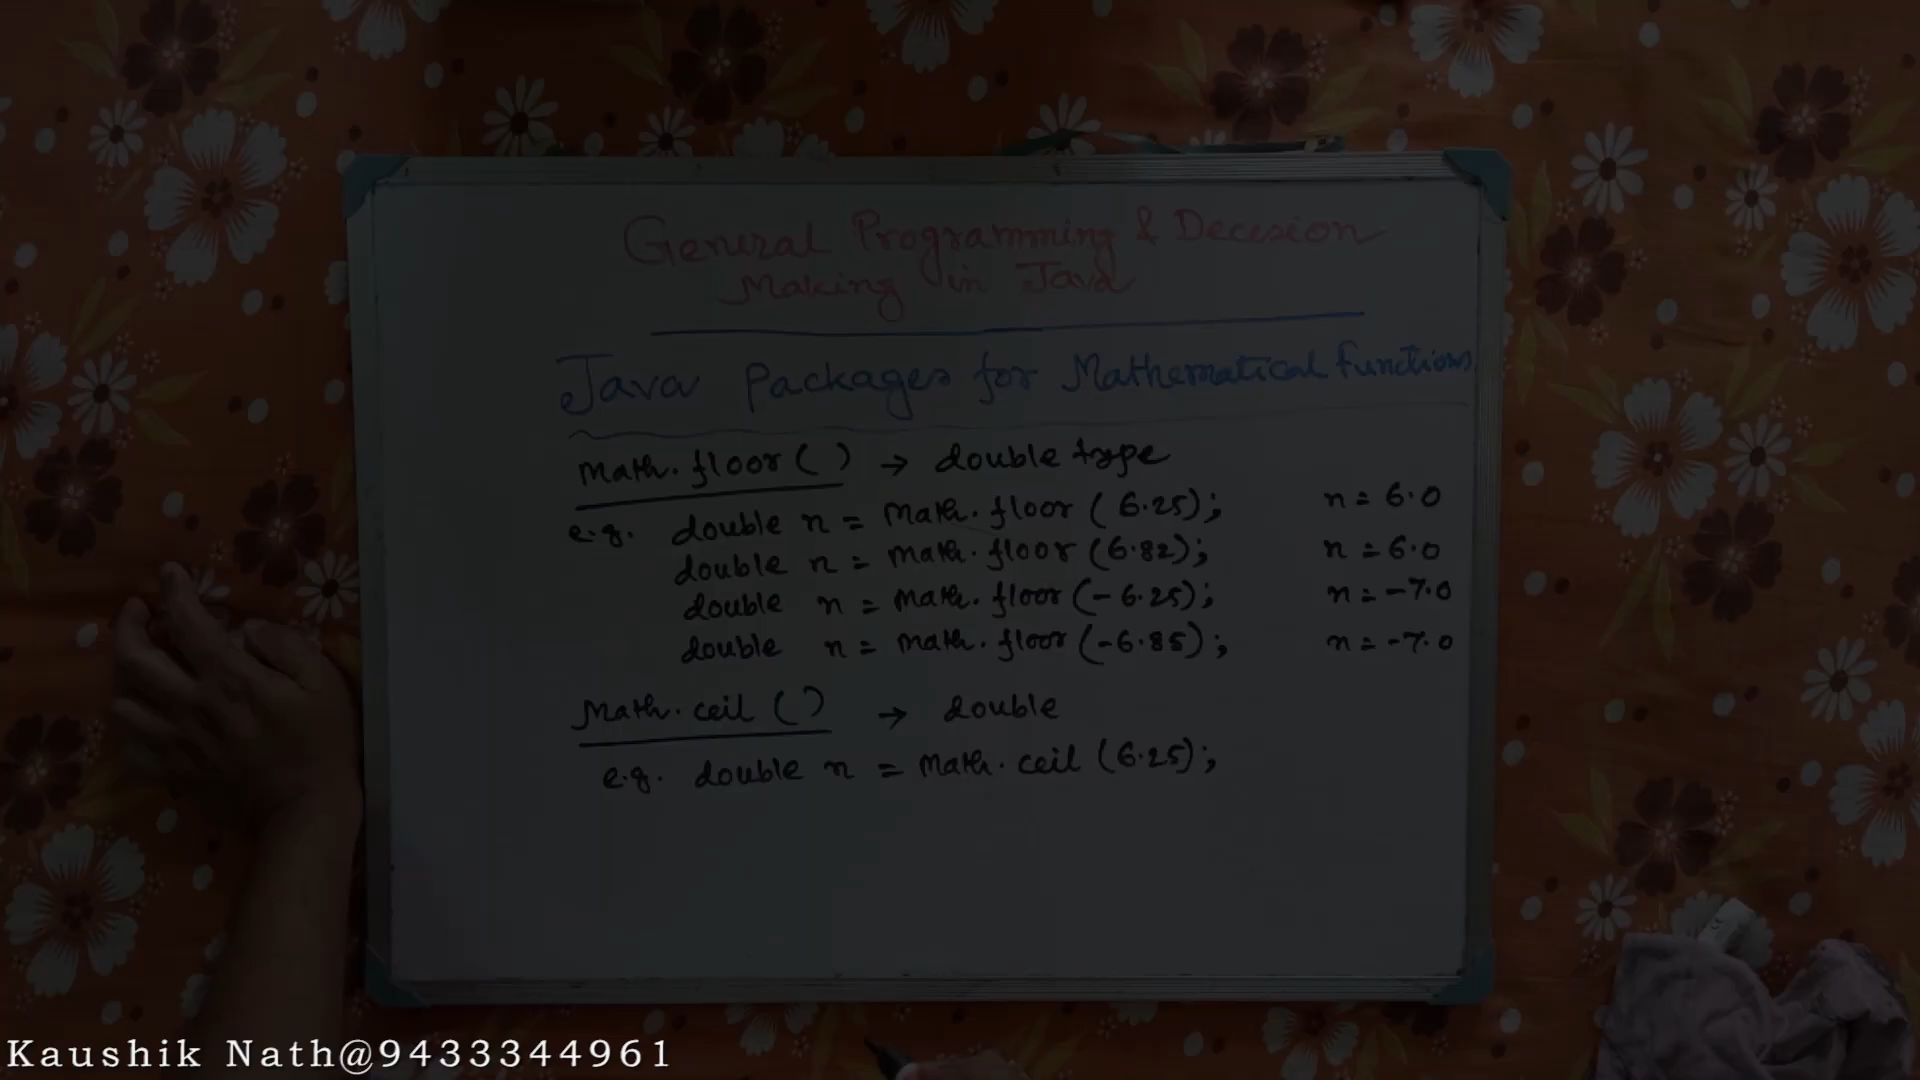 General Programming & Decesion
Making in Java
Java Packages for Mathematical Functions
Math.floor ( ) → double type
e.g. double n = Math.floor ( 6.25); n = 6.0
double n = Math.floor (6.82); n = 6.0
double n = Math.floor (-6.25); n = -7.0
double n = Math.floor (-6.85); n = -7.0
Math.ceil ( ) → double
e.g. double n = Math.ceil (6.25);
Kaushik Nath@9433344961